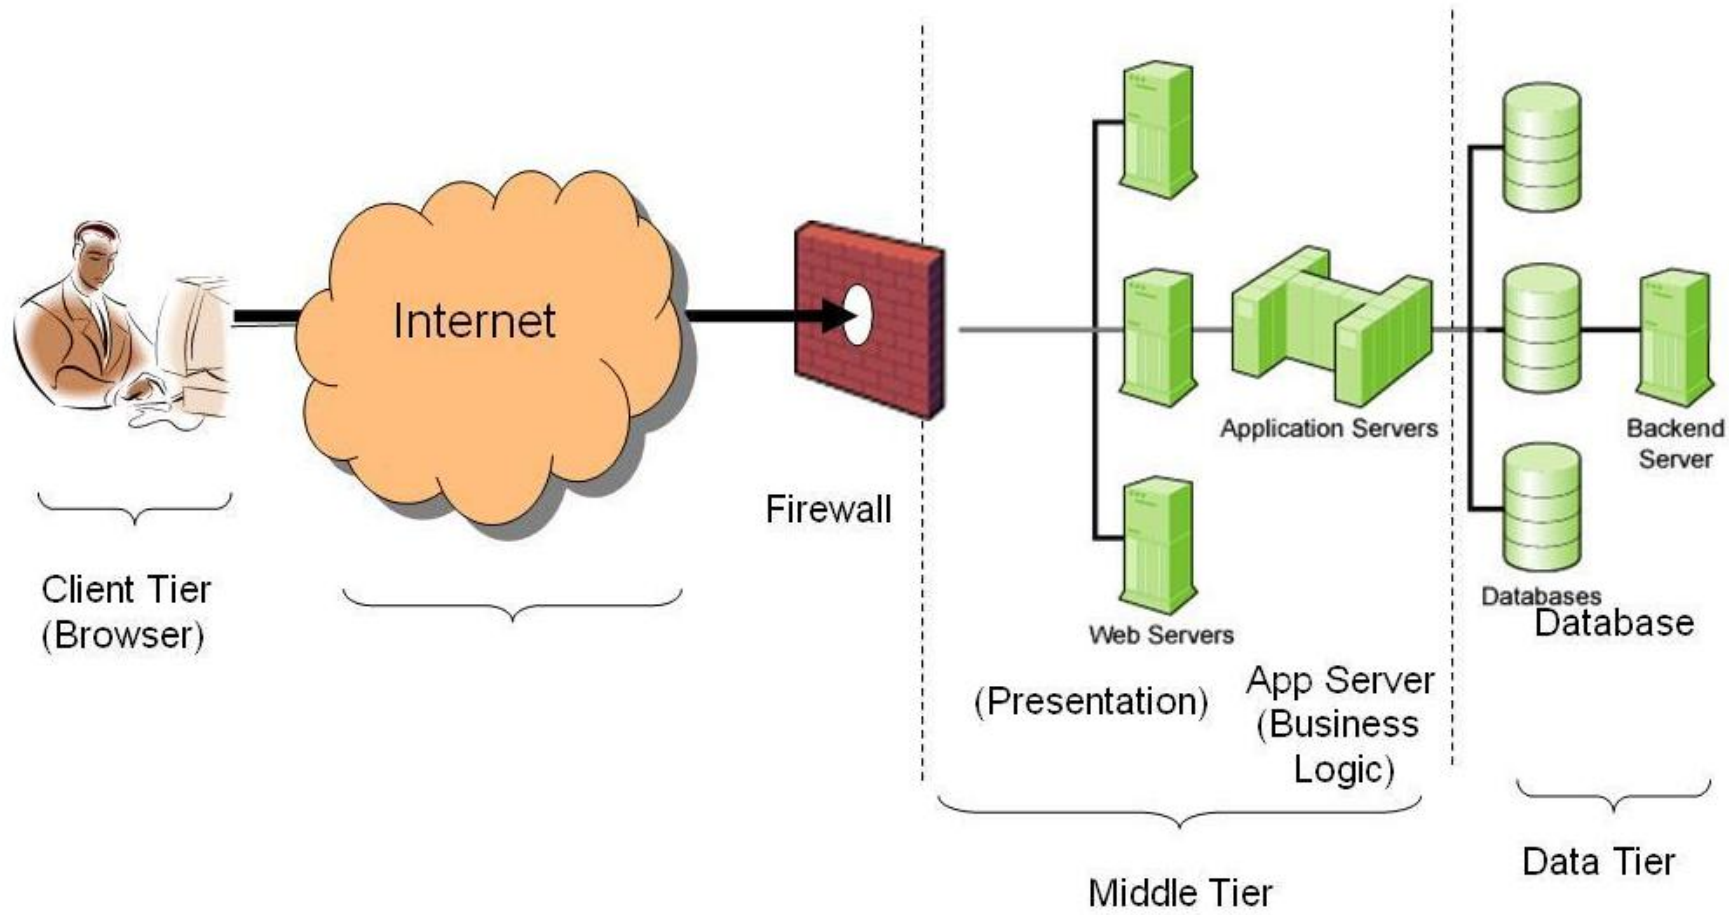 Internet
Firewall
Client Tier
(Browser)
Web Servers
(Presentation)
Application Servers
App Server
(Business
Logic)
Middle Tier
Backend
Server
Databases
Database
Data Tier